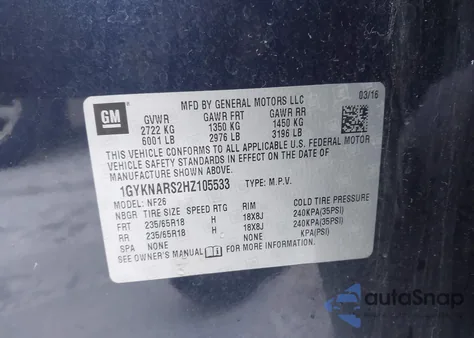 GM
MFD BY GENERAL MOTORS LLC
03/16
GVWR GAWR FRT GAWR RR
2722 KG 1350 KG 1450 KG
6001 LB 2976 LB 3196 LB
THIS VEHICLE CONFORMS TO ALL APPLICABLE U.S. FEDERAL MOTOR
VEHICLE SAFETY STANDARDS IN EFFECT ON THE DATE OF
MANUFACTURE SHOWN ABOVE.
1GYKNARS2HZ105533 TYPE: M.P.V.
MODEL: NF26
NBGR TIRE SIZE SPEED RTG RIM COLD TIRE PRESSURE
FRT 235/65R18 H 18X8J 240KPA(35PSI)
RR 235/65R18 H 18X8J 240KPA(35PSI)
SPA NONE NONE KPA(PSI)
SEE OWNER'S MANUAL FOR MORE INFORMATION.
autoSnap